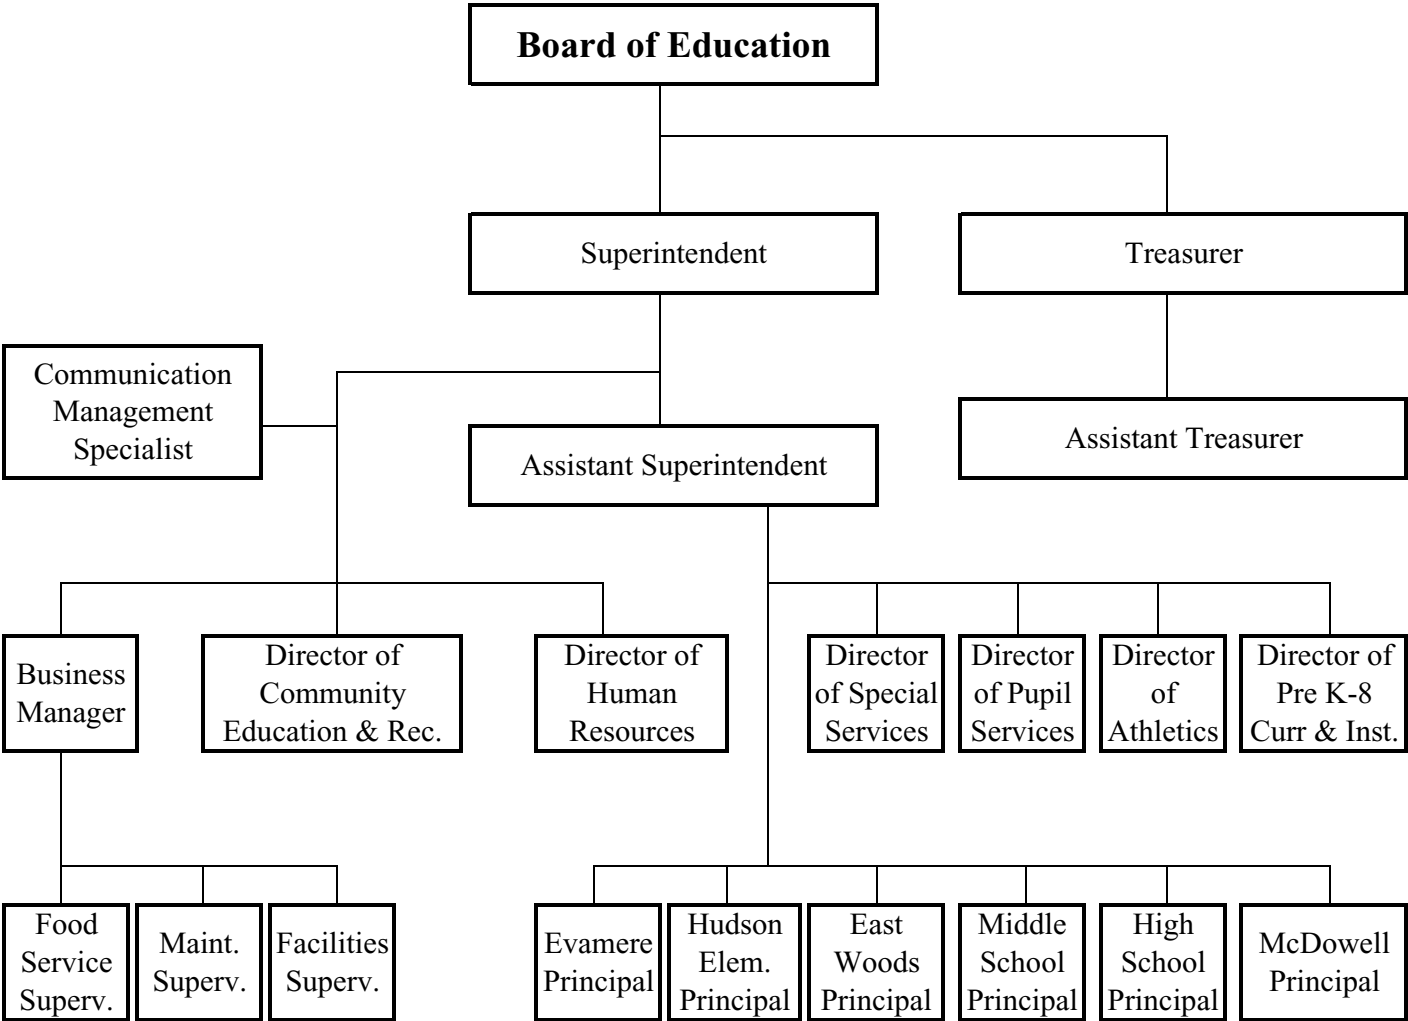 Board of Education
Superintendent
Treasurer
Communication
Management
Specialist
Assistant Superintendent
Assistant Treasurer
Business
Manager
Director of
Community
Education & Rec.
Director of
Human
Resources
Director
of Special
Services
Director
of Pupil
Services
Director
of
Athletics
Director of
Pre K-8
Curr & Inst.
Food
Service
Superv.
Maint.
Superv.
Facilities
Superv.
Evamere
Principal
Hudson
Elem.
Principal
East
Woods
Principal
Middle
School
Principal
High
School
Principal
McDowell
Principal